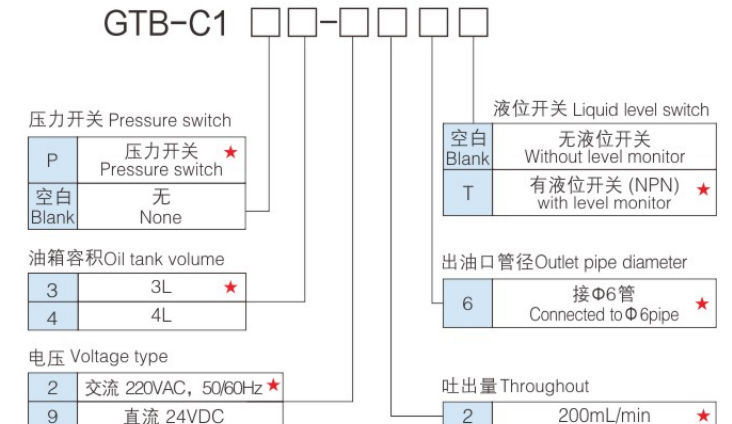 GTB-C1 □□-□□□□
压力开关 Pressure switch
P
压力开关 ★
Pressure switch
空白
Blank
无
None
油箱容积Oil tank volume
3
3L ★
4
4L
电压 Voltage type
2
交流 220VAC, 50/60Hz ★
9
直流 24VDC
液位开关 Liquid level switch
空白
Blank
无液位开关
Without level monitor
T
有液位开关 (NPN) ★
with level monitor
出油口管径Outlet pipe diameter
6
接Φ6管 ★
Connected to Φ6pipe
吐出量Throughout
2
200mL/min ★